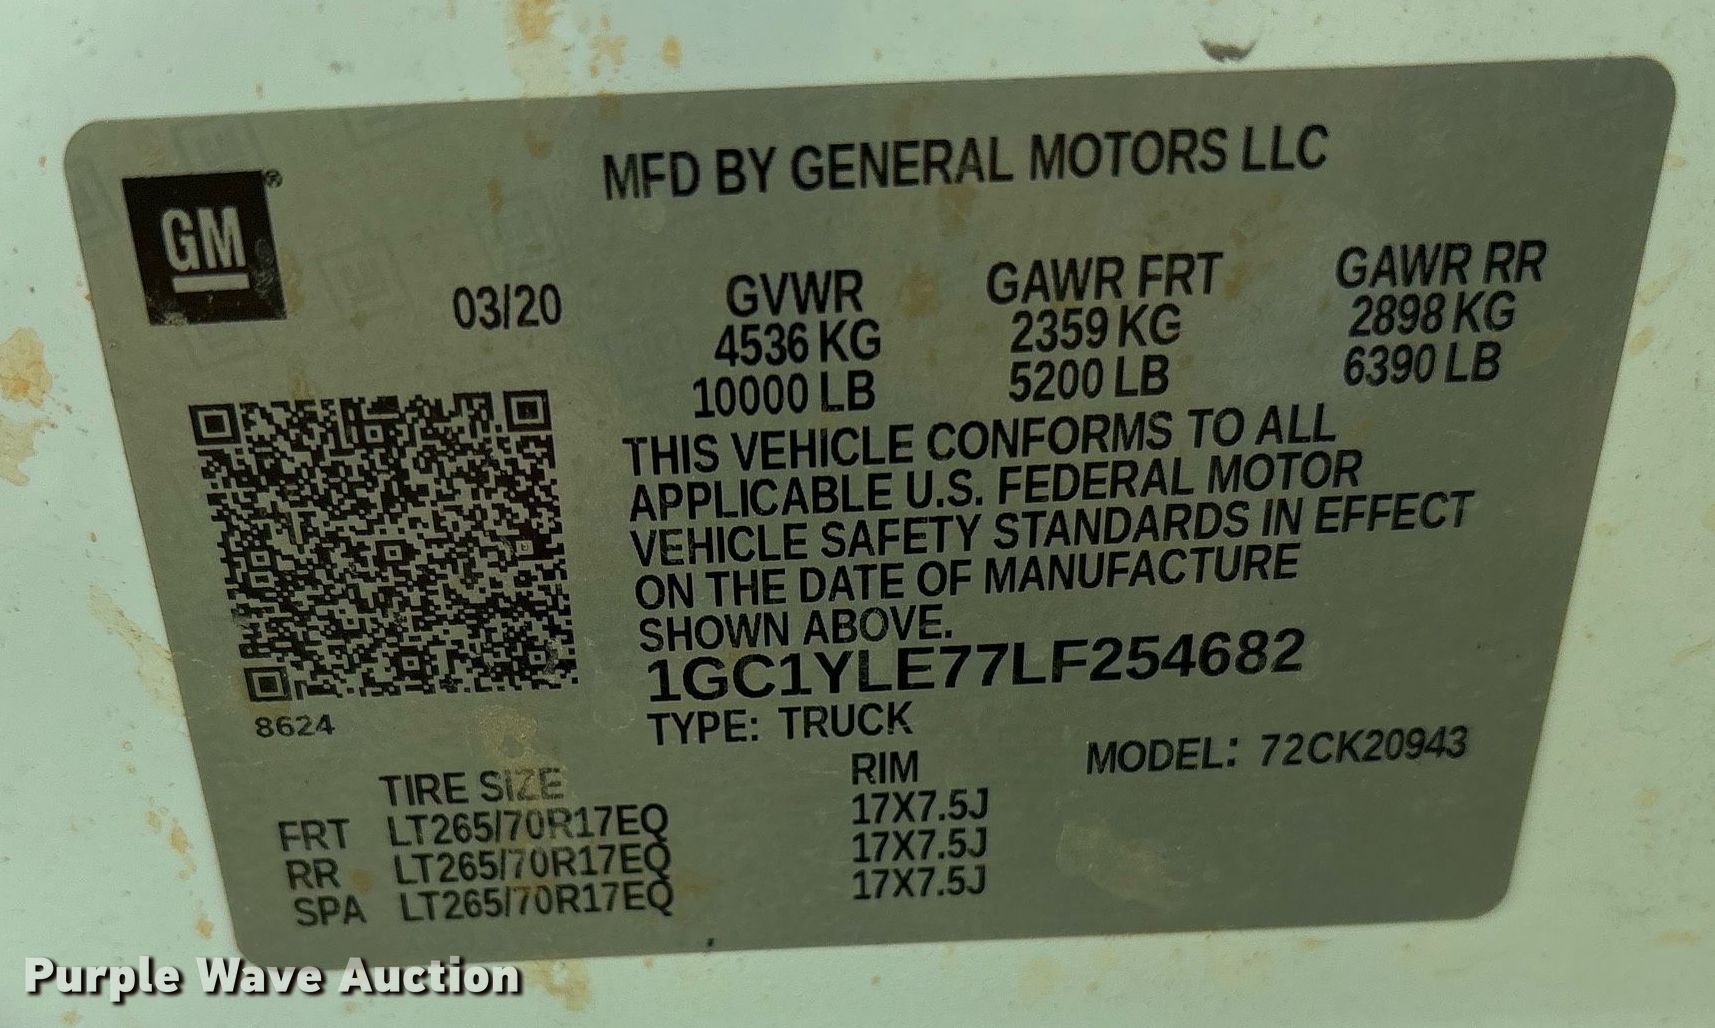 MFD BY GENERAL MOTORS LLC
GM®
03/20
GVWR GAWR FRT GAWR RR
4536 KG 2359 KG 2898 KG
10000 LB 5200 LB 6390 LB
THIS VEHICLE CONFORMS TO ALL
APPLICABLE U.S. FEDERAL MOTOR
VEHICLE SAFETY STANDARDS IN EFFECT
ON THE DATE OF MANUFACTURE
SHOWN ABOVE.
1GC1YLE77LF254682
8624
TYPE: TRUCK
MODEL: 72CK20943
TIRE SIZE RIM
FRT LT265/70R17EQ 17X7.5J
RR LT265/70R17EQ 17X7.5J
SPA LT265/70R17EQ 17X7.5J
Purple Wave Auction